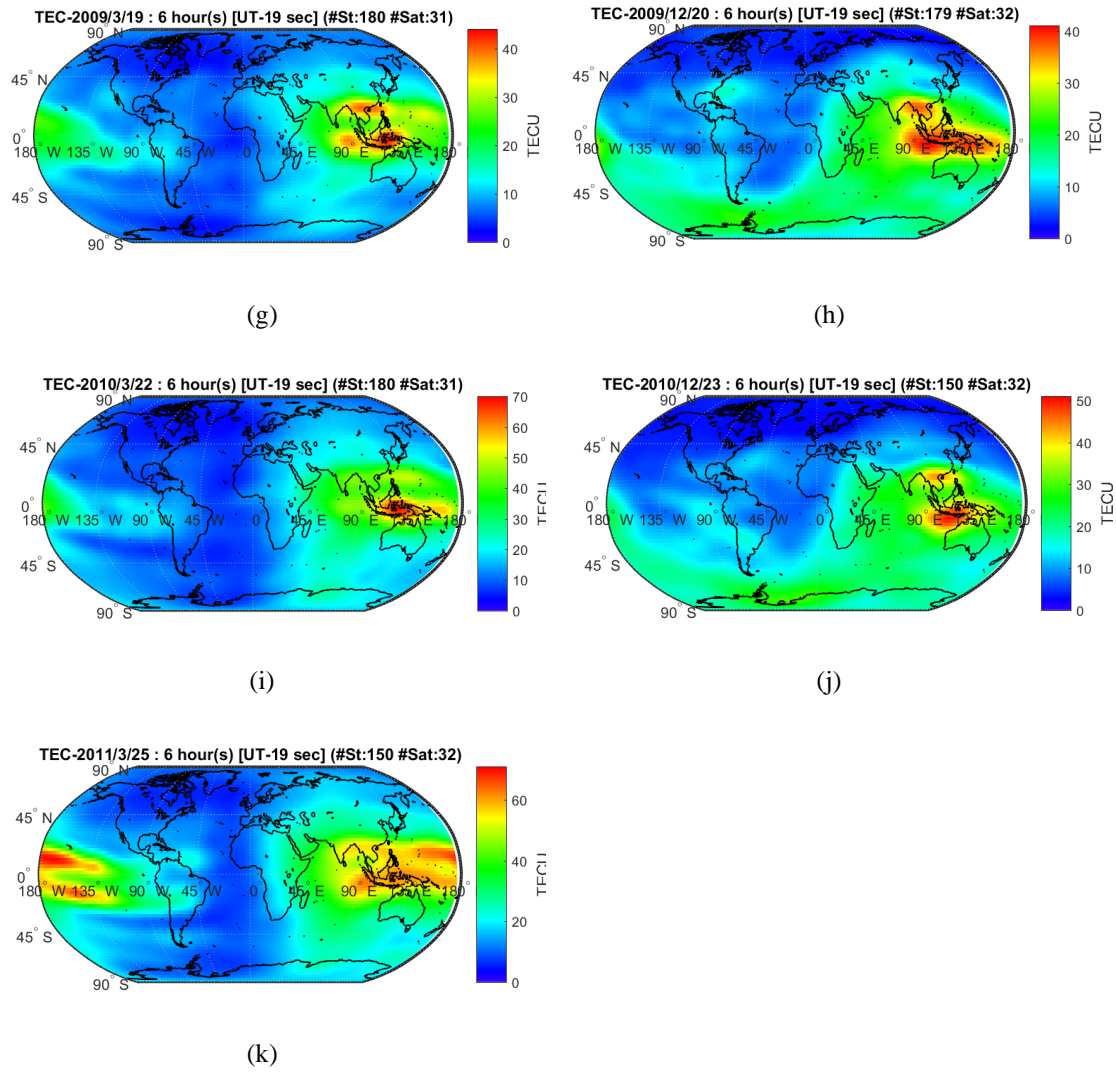 TEC-2009/3/19 : 6 hour(s) [UT-19 sec] (#St:180 #Sat:31)
90° N
45° N
0°
180° W 135° W 90° W 45° W 0° 45° E 90° E 135° E 180° E
45° S
90° S
40
30
20
10
0
TECU
(g)
TEC-2009/12/20 : 6 hour(s) [UT-19 sec] (#St:179 #Sat:32)
90° N
45° N
0°
180° W 135° W 90° W 45° W 0° 45° E 90° E 135° E 180° E
45° S
90° S
40
30
20
10
0
TECU
(h)
TEC-2010/3/22 : 6 hour(s) [UT-19 sec] (#St:180 #Sat:31)
90° N
45° N
0°
180° W 135° W 90° W 45° W 0° 45° E 90° E 135° E 180° E
45° S
90° S
70
60
50
40
30
20
10
0
TECU
(i)
TEC-2010/12/23 : 6 hour(s) [UT-19 sec] (#St:150 #Sat:32)
90° N
45° N
0°
180° W 135° W 90° W 45° W 0° 45° E 90° E 135° E 180° E
45° S
90° S
50
40
30
20
10
0
TECU
(j)
TEC-2011/3/25 : 6 hour(s) [UT-19 sec] (#St:150 #Sat:32)
90° N
45° N
0°
180° W 135° W 90° W 45° W 0° 45° E 90° E 135° E 180° E
45° S
90° S
60
40
20
0
TECU
(k)